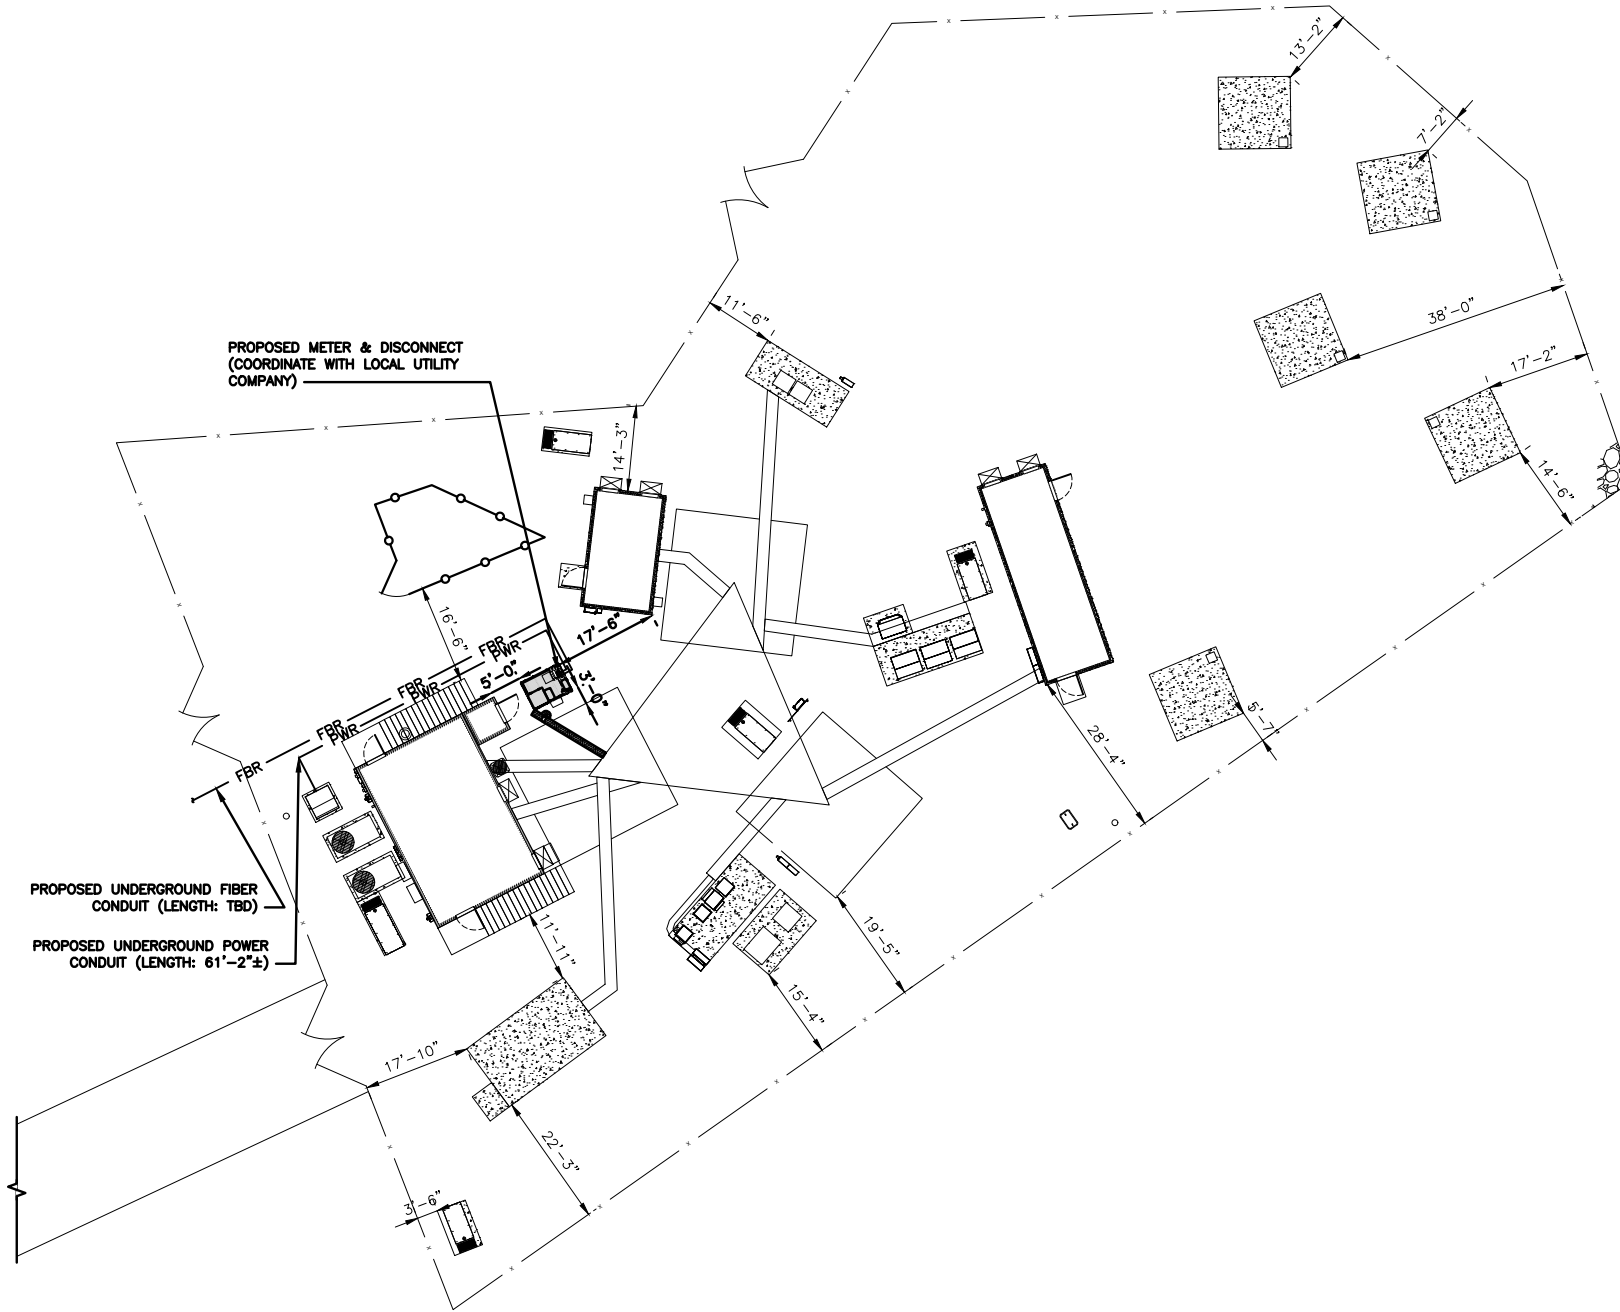 13'-2"
7'-2"
38'-0"
17'-2"
14'-6"
11'-6"
PROPOSED METER & DISCONNECT
(COORDINATE WITH LOCAL UTILITY
COMPANY)
14'-3"
16'-6"
17'-6"
FBR
PWR
5'-0"
3'-0"
FBR
PWR
FBR
PWR
FBR
5'-7"
28'-4"
PROPOSED UNDERGROUND FIBER
CONDUIT (LENGTH: TBD)
PROPOSED UNDERGROUND POWER
CONDUIT (LENGTH: 61'-2"±)
11'-11"
19'-5"
15'-4"
17'-10"
22'-3"
3'-6"